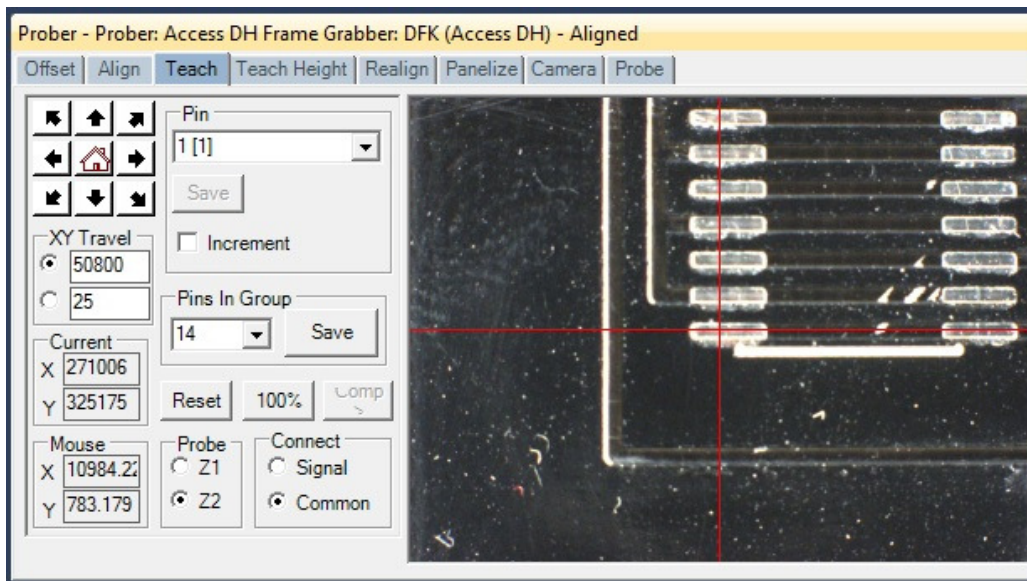 Prober - Prober: Access DH Frame Grabber: DFK (Access DH) - Aligned
Offset Align Teach Teach Height Realign Panelize Camera Probe
Pin
1 [1]
Save
Increment
XY Travel
50800
25
Pins In Group
14 Save
Current
X 271006
Y 325175
Reset 100% Comp
Mouse
X 10984.22
Y 783.179
Probe
Z1
Z2
Connect
Signal
Common